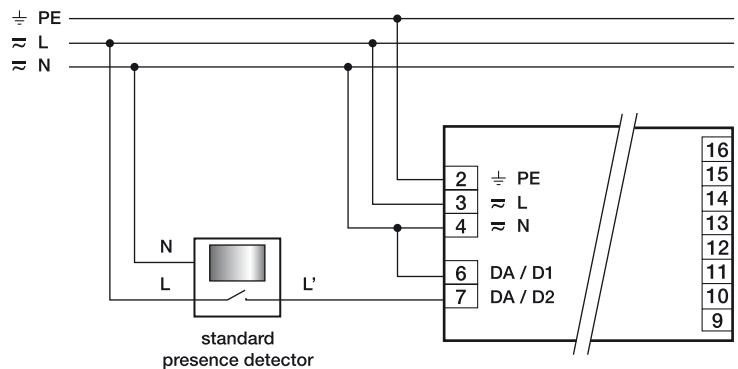 ⏚ PE
≂ L
≂ N
2 ⏚ PE
3 ≂ L
4 ≂ N
6 DA / D1
7 DA / D2
16
15
14
13
12
11
10
9
N
L
L'
standard
presence detector